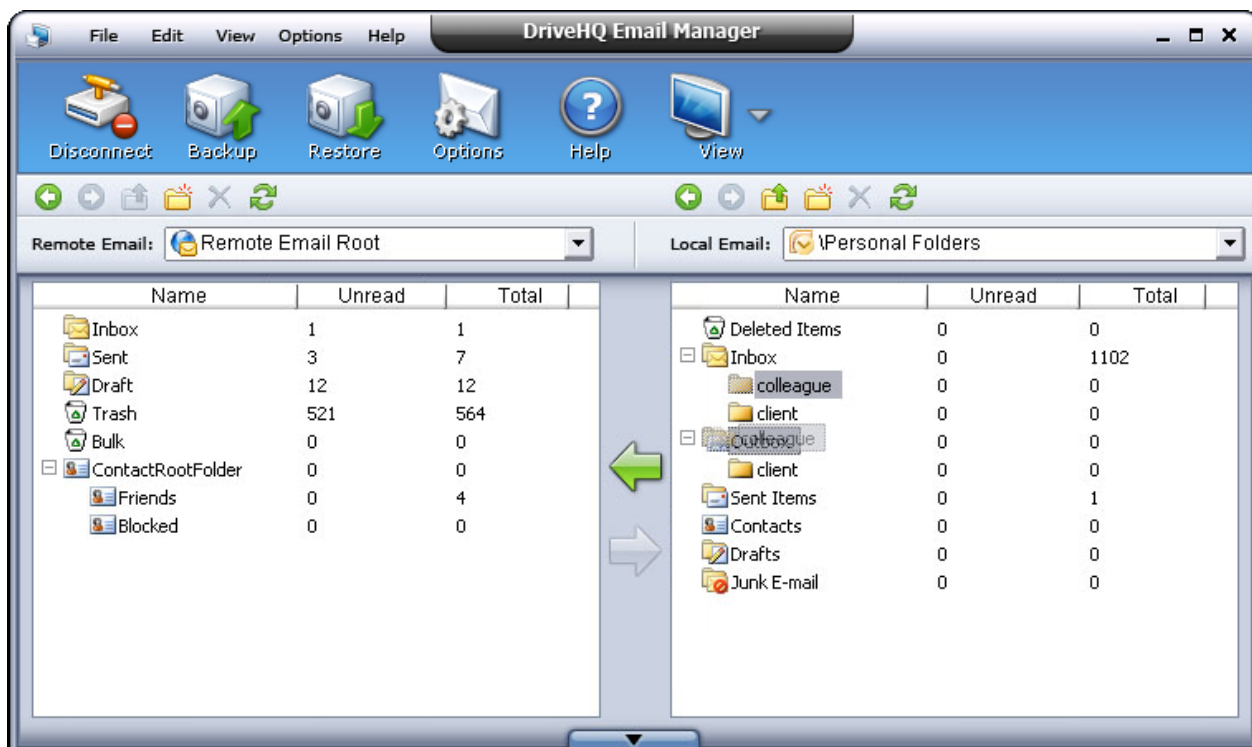 DriveHQ Email Manager
File Edit View Options Help
Disconnect Backup Restore Options Help View
Remote Email: Remote Email Root Local Email: \Personal Folders
Name Unread Total Name Unread Total
Inbox 1 1 Deleted Items 0 0
Sent 3 7 Inbox 0 1102
Draft 12 12 colleague 0 0
Trash 521 564 client 0 0
Bulk 0 0 Outbox colleague 0 0
ContactRootFolder 0 0 client 0 0
Friends 0 4 Sent Items 0 1
Blocked 0 0 Contacts 0 0
Drafts 0 0
Junk E-mail 0 0